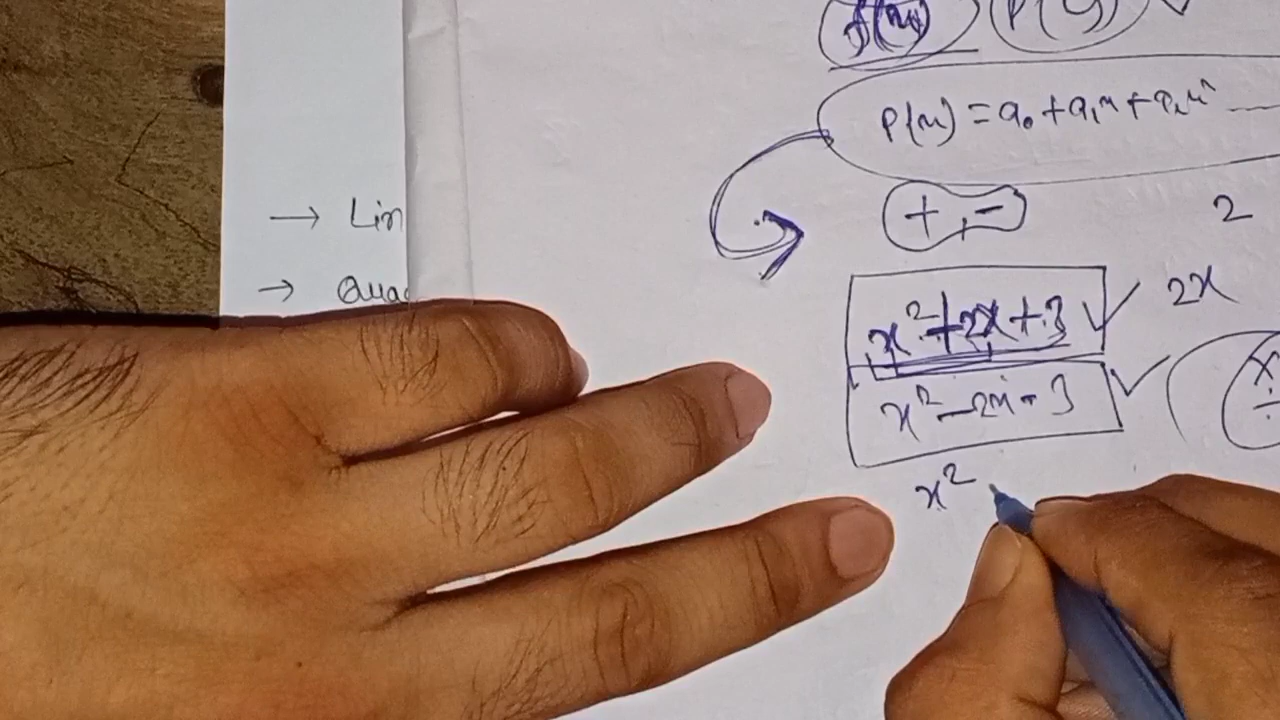 f(x) P(y) ✓
P(x) = a₀ + a₁x + a₂x²
→ Lin
+ , - 2
→ Qua
x² + 2x + 3 ✓ 2x
x² - 2x - 3 ✓ x ÷
x²